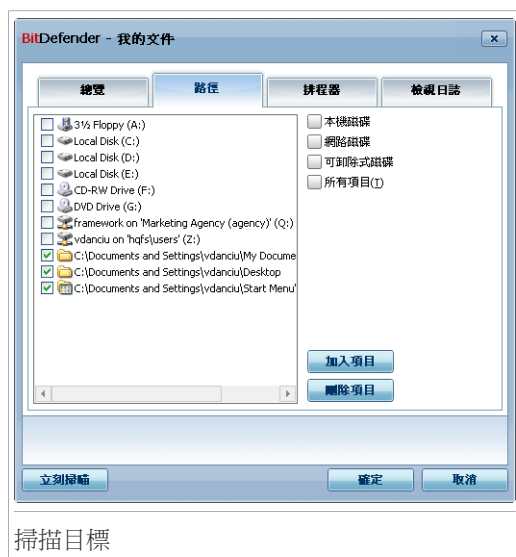 BitDefender - 我的文件
總覽
路徑
排程器
檢視日誌
3½ Floppy (A:)
Local Disk (C:)
Local Disk (D:)
Local Disk (E:)
CD-RW Drive (F:)
DVD Drive (G:)
framework on 'Marketing Agency (agency)' (Q:)
vdanciu on 'hqfs\users' (Z:)
C:\Documents and Settings\vdanciu\My Docume
C:\Documents and Settings\vdanciu\Desktop
C:\Documents and Settings\vdanciu\Start Menu'
本機磁碟
網路磁碟
可卸除式磁碟
所有項目(T)
加入項目
刪除項目
立刻掃瞄
確定
取消
掃描目標